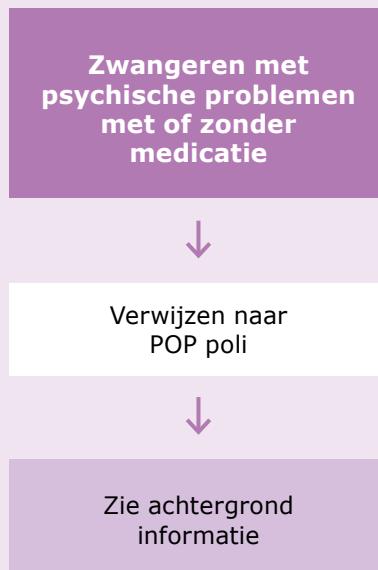 Zwangeren met
psychische problemen
met of zonder
medicatie
Verwijzen naar
POP poli
Zie achtergrond
informatie